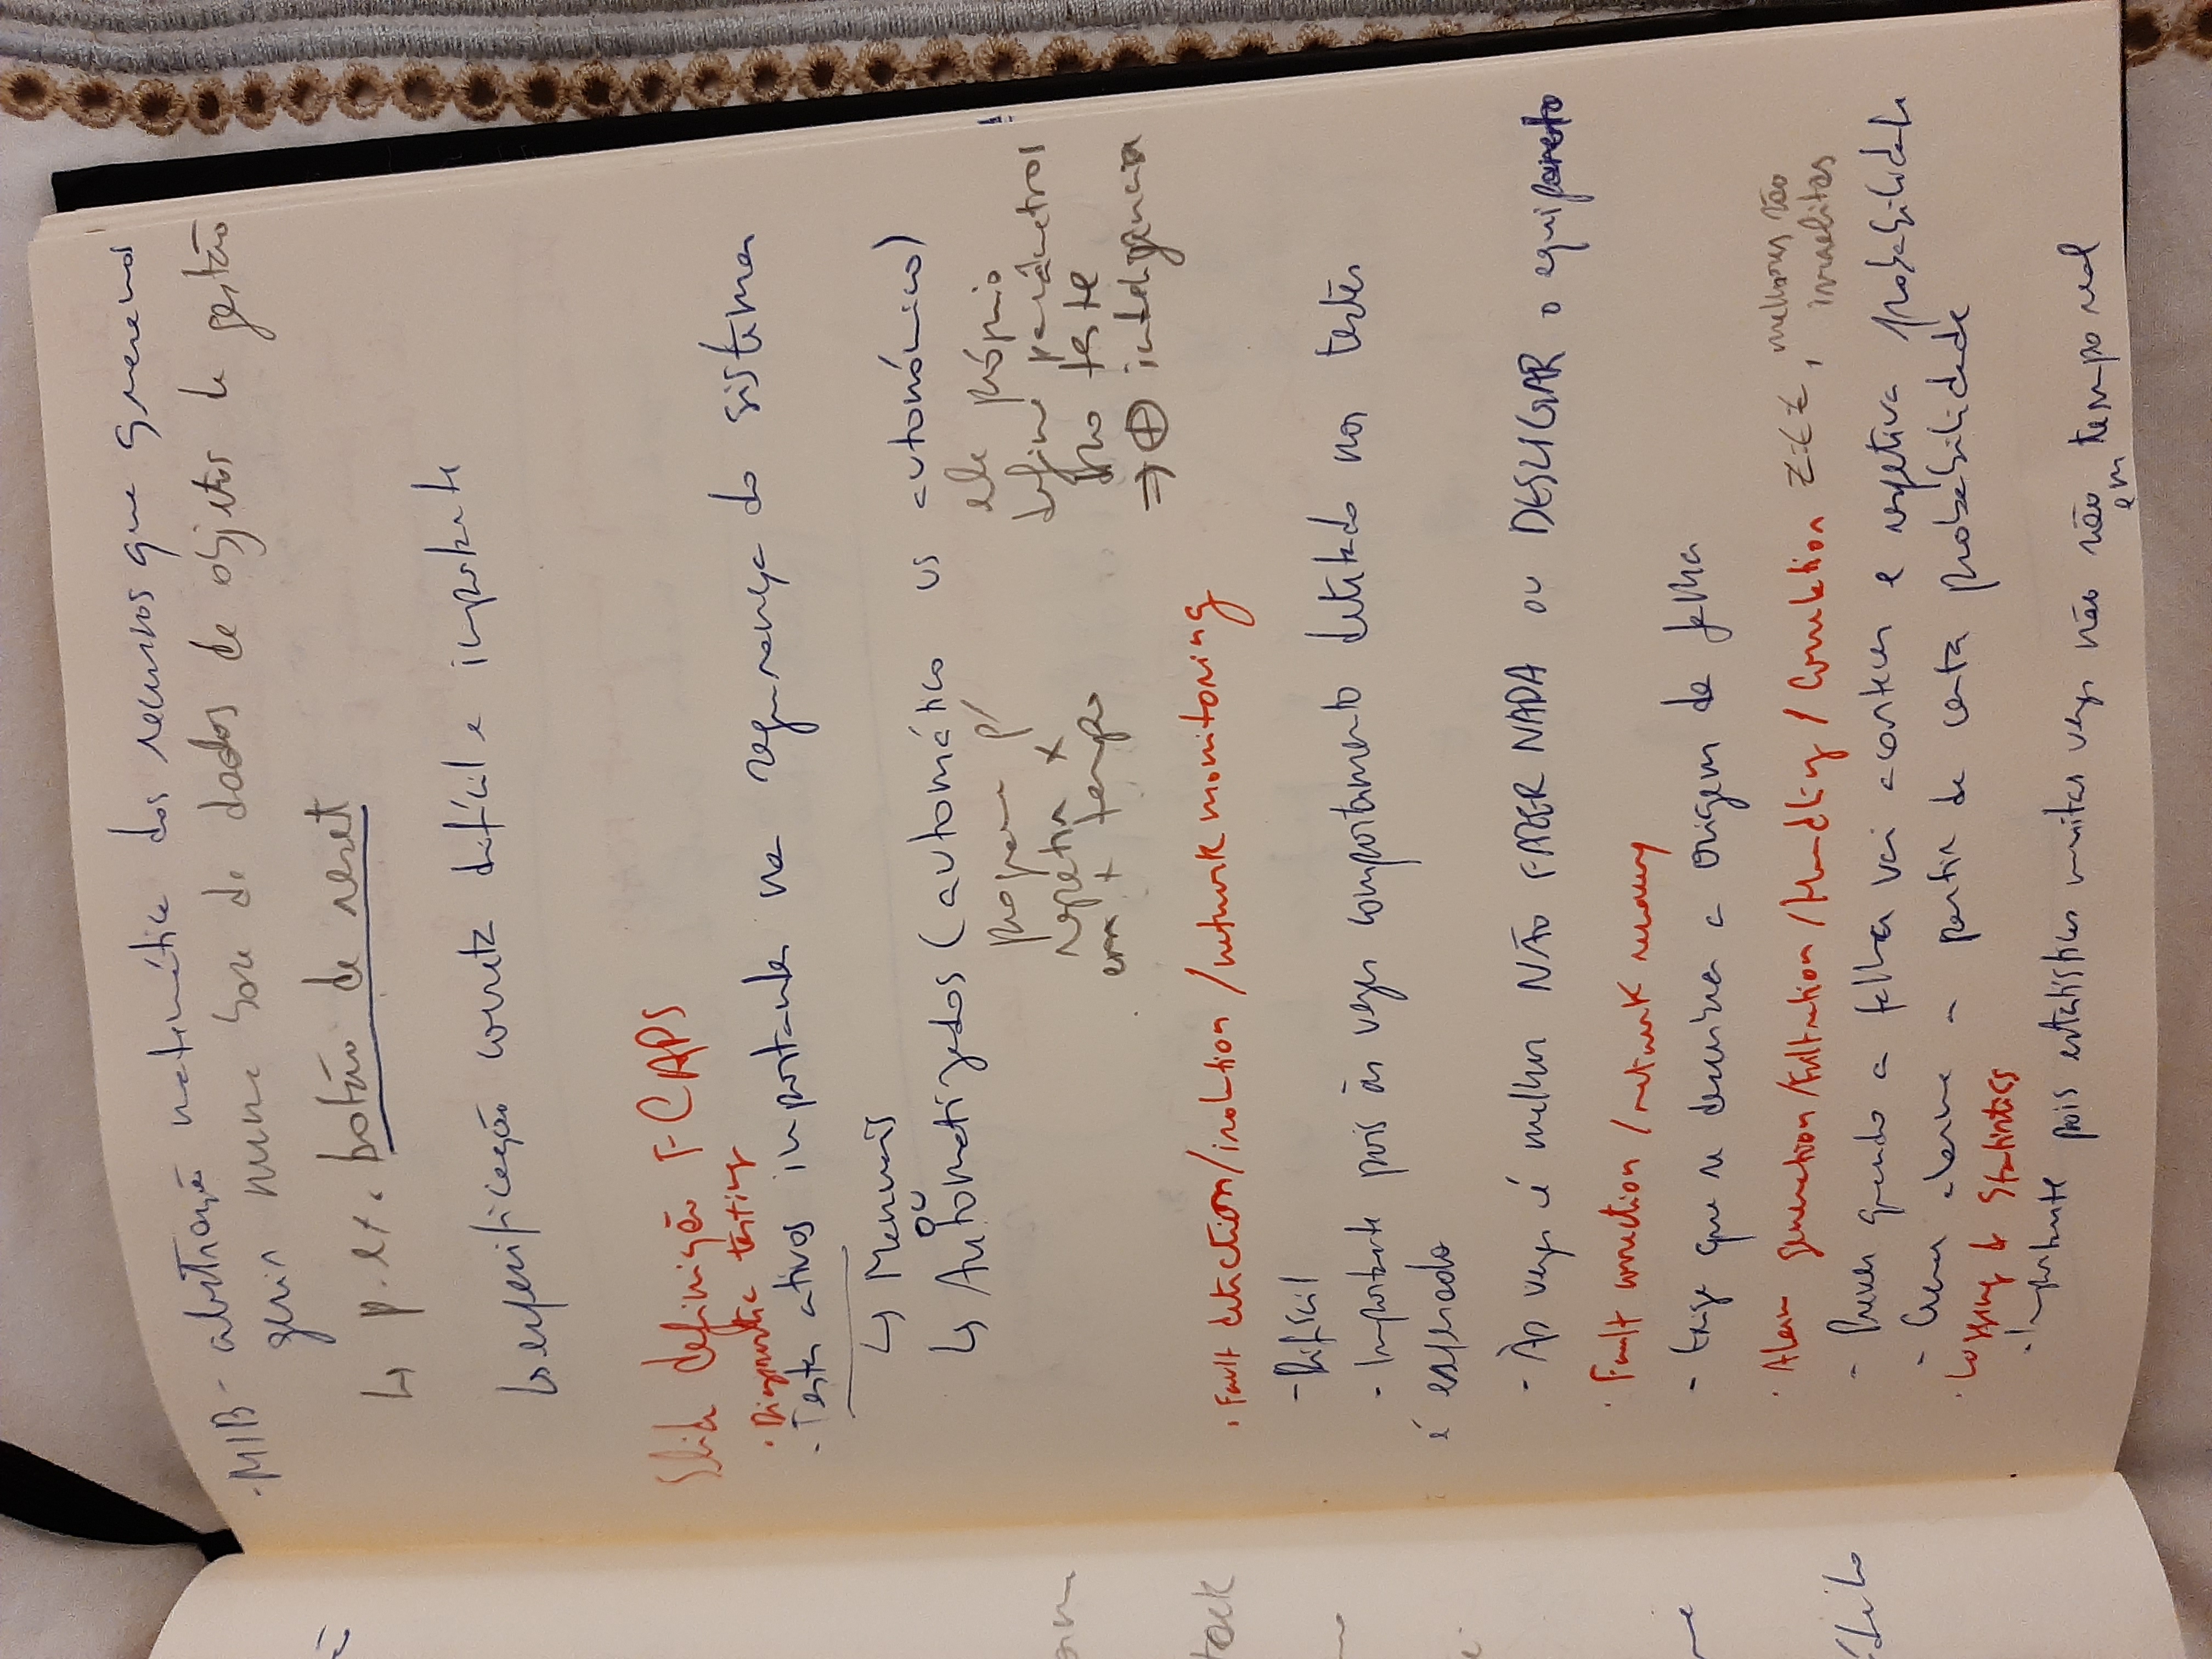 - MIB - abstração matemática dos recursos que queremos
gerir numa base de dados de objetos de gestão
↳ p. ex. botão de reset
↳ especificação correta difícil e importante
Slide definição FCAPS
• Diagnostic testing
- Testes ativos importantes na segurança do sistema
↳ Manuais
ou
↳ Automatizados (automático vs autonómico)
programa p/
repetir x
em x tempo
ele próprio
define parâmetros
do teste
⇒ ⊕ inteligência
• Fault detection/isolation/network monitoring
- Difícil
- Importante pois às vezes comportamento detetado nos testes
é esperado
- Às vezes é melhor NÃO FAZER NADA ou DESLIGAR o equipamento
• Fault correction / network recovery
- Exige que se descubra a origem da falha
• Alarm generation/Filtration/Handling/Correlation €€€, melhores são
israelitas
- Prever quando a falha vai acontecer e respetiva probabilidade
- Gerar alarme a partir de certa probabilidade
• Logging & Statistics
- Importante pois estatísticas muitas vezes não são
em tempo real
am
tack